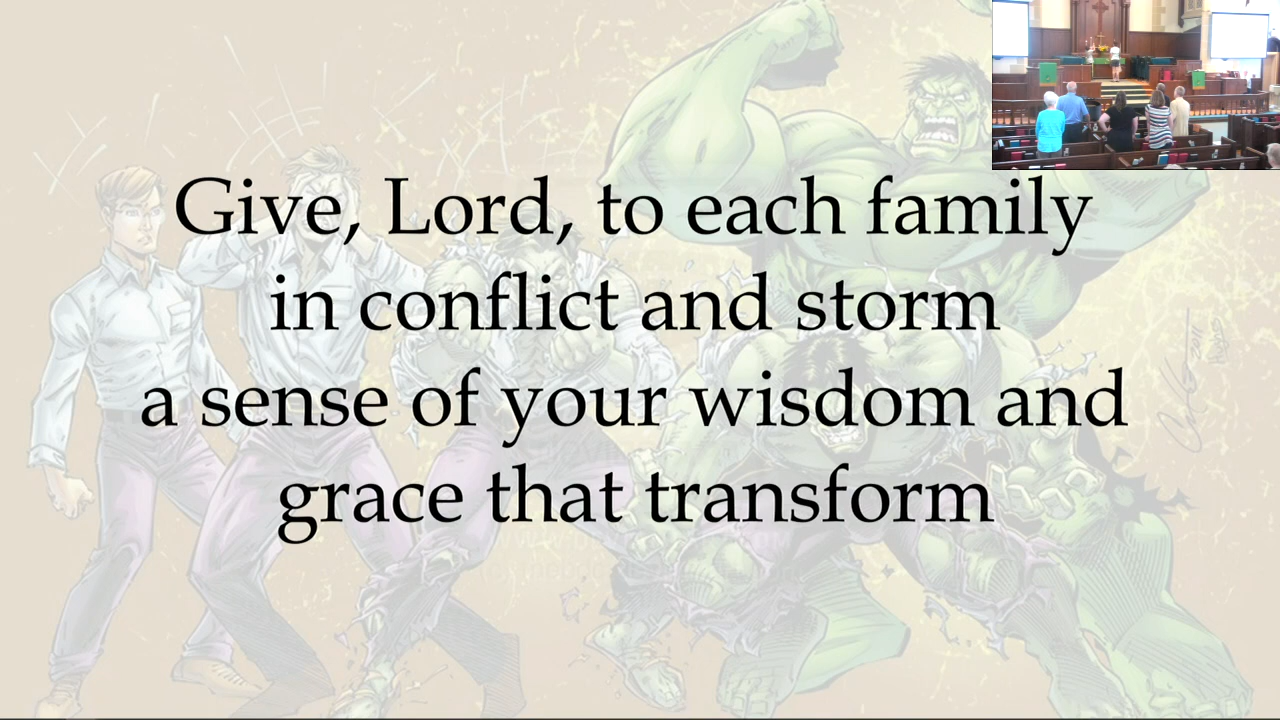 Give, Lord, to each family
in conflict and storm
a sense of your wisdom and
grace that transform